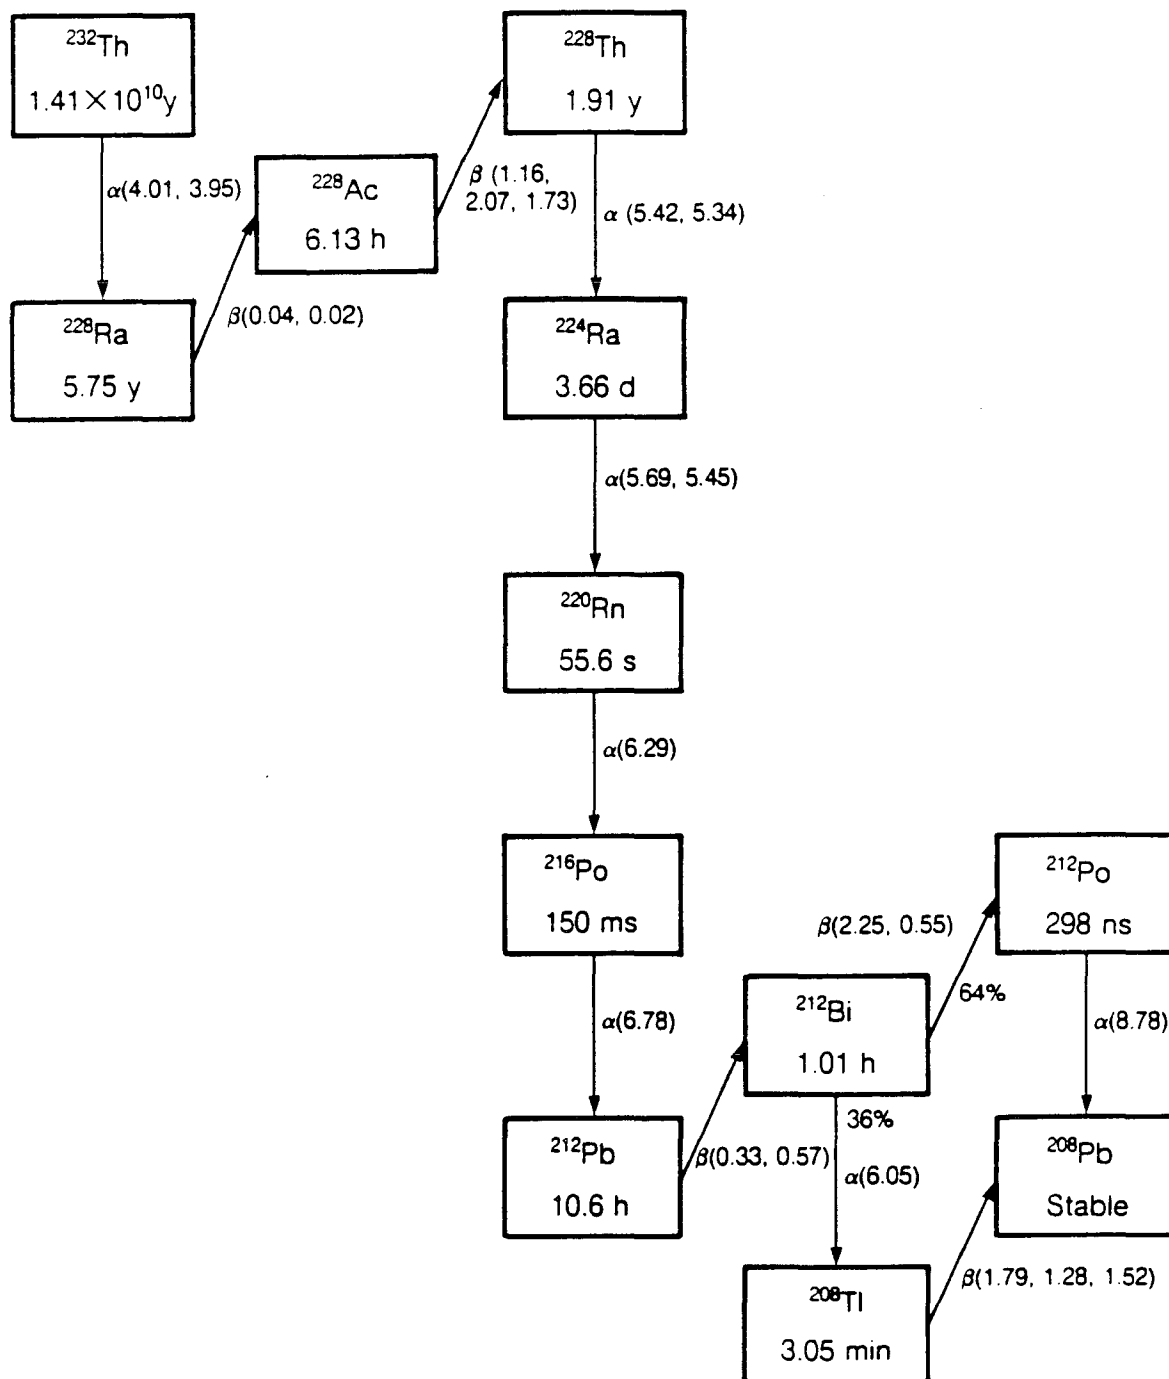 ²³²Th
1.41×10¹⁰y
α(4.01, 3.95)
²²⁸Ra
5.75 y
β(0.04, 0.02)
²²⁸Ac
6.13 h
β (1.16,
2.07, 1.73)
²²⁸Th
1.91 y
α (5.42, 5.34)
²²⁴Ra
3.66 d
α(5.69, 5.45)
²²⁰Rn
55.6 s
α(6.29)
²¹⁶Po
150 ms
α(6.78)
²¹²Pb
10.6 h
β(0.33, 0.57)
²¹²Bi
1.01 h
36%
α(6.05)
²⁰⁸Tl
3.05 min
β(2.25, 0.55)
64%
²¹²Po
298 ns
α(8.78)
²⁰⁸Pb
Stable
β(1.79, 1.28, 1.52)